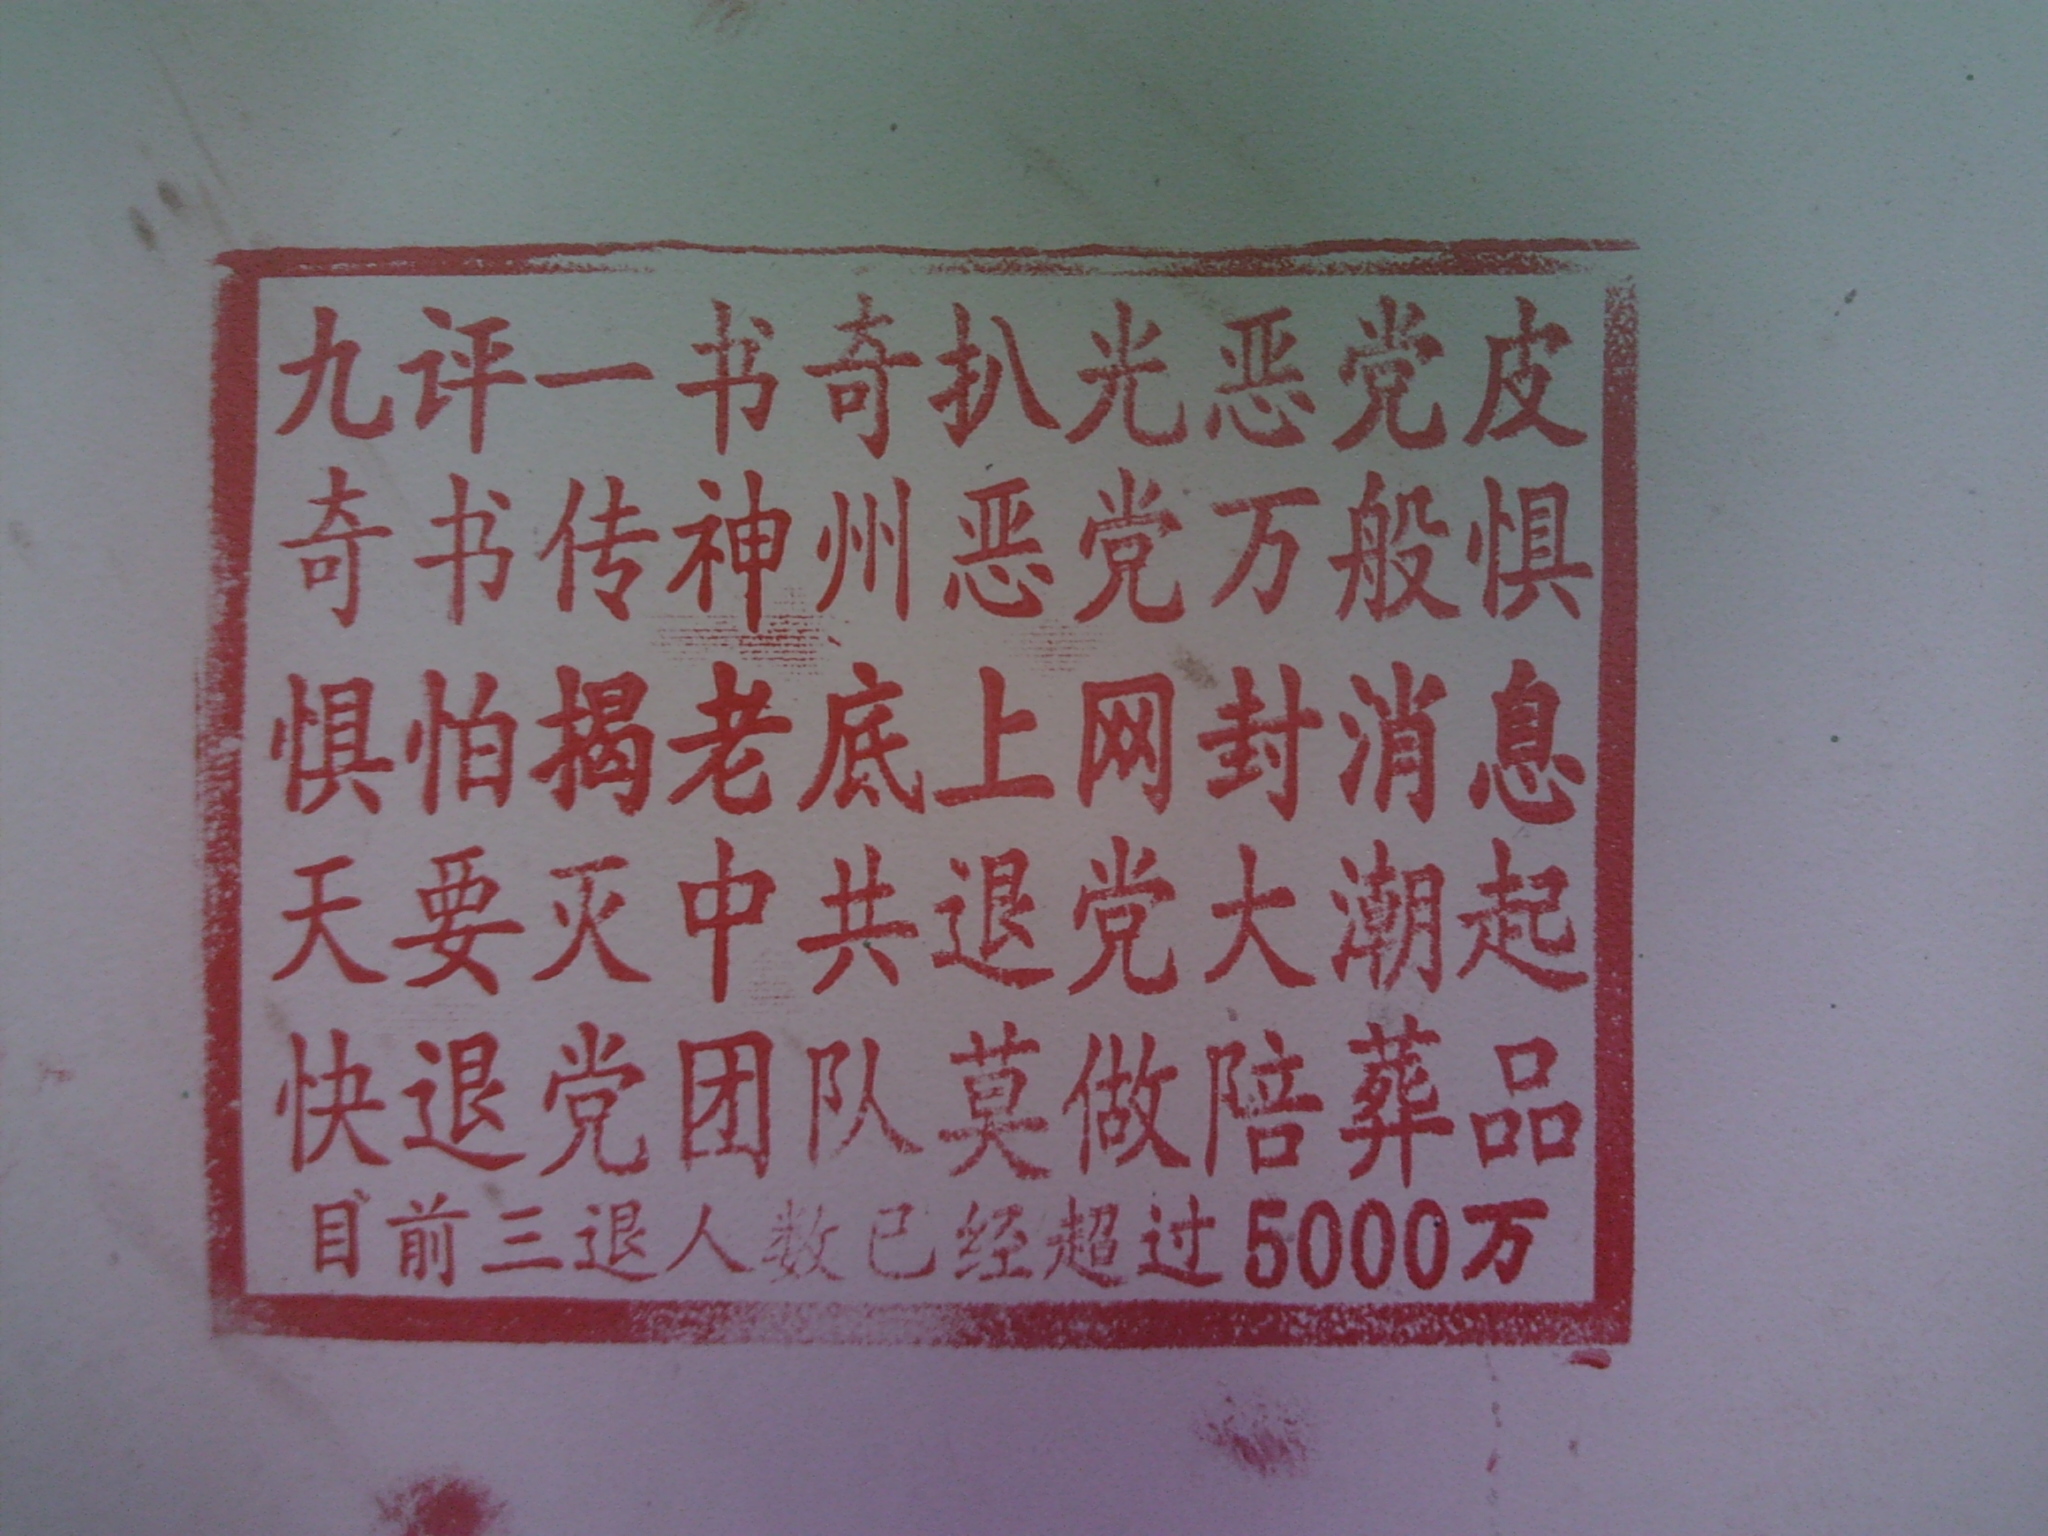 九评一书奇扒光恶党皮
奇书传神州恶党万般惧
惧怕揭老底上网封消息
天要灭中共退党大潮起
快退党团队莫做陪葬品
目前三退人数已经超过5000万